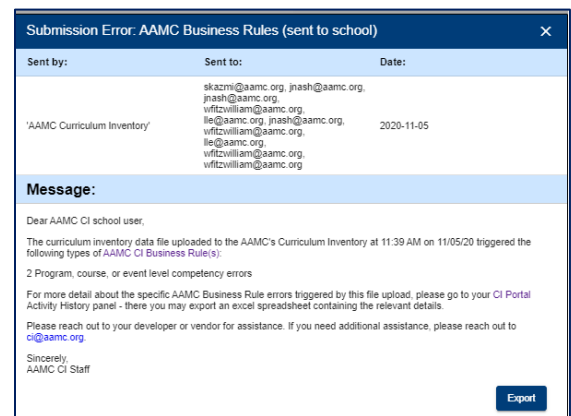 Submission Error: AAMC Business Rules (sent to school) ×
Sent by: Sent to: Date:
skazmi@aamc.org, jnash@aamc.org,
jnash@aamc.org,
wfitzwilliam@aamc.org,
lle@aamc.org, jnash@aamc.org,
'AAMC Curriculum Inventory' wfitzwilliam@aamc.org, 2020-11-05
lle@aamc.org,
wfitzwilliam@aamc.org,
wfitzwilliam@aamc.org
Message:
Dear AAMC CI school user,
The curriculum inventory data file uploaded to the AAMC's Curriculum Inventory at 11:39 AM on 11/05/20 triggered the
following types of AAMC CI Business Rule(s):
2 Program, course, or event level competency errors
For more detail about the specific AAMC Business Rule errors triggered by this file upload, please go to your CI Portal
Activity History panel - there you may export an excel spreadsheet containing the relevant details.
Please reach out to your developer or vendor for assistance. If you need additional assistance, please reach out to
ci@aamc.org.
Sincerely,
AAMC CI Staff
Export